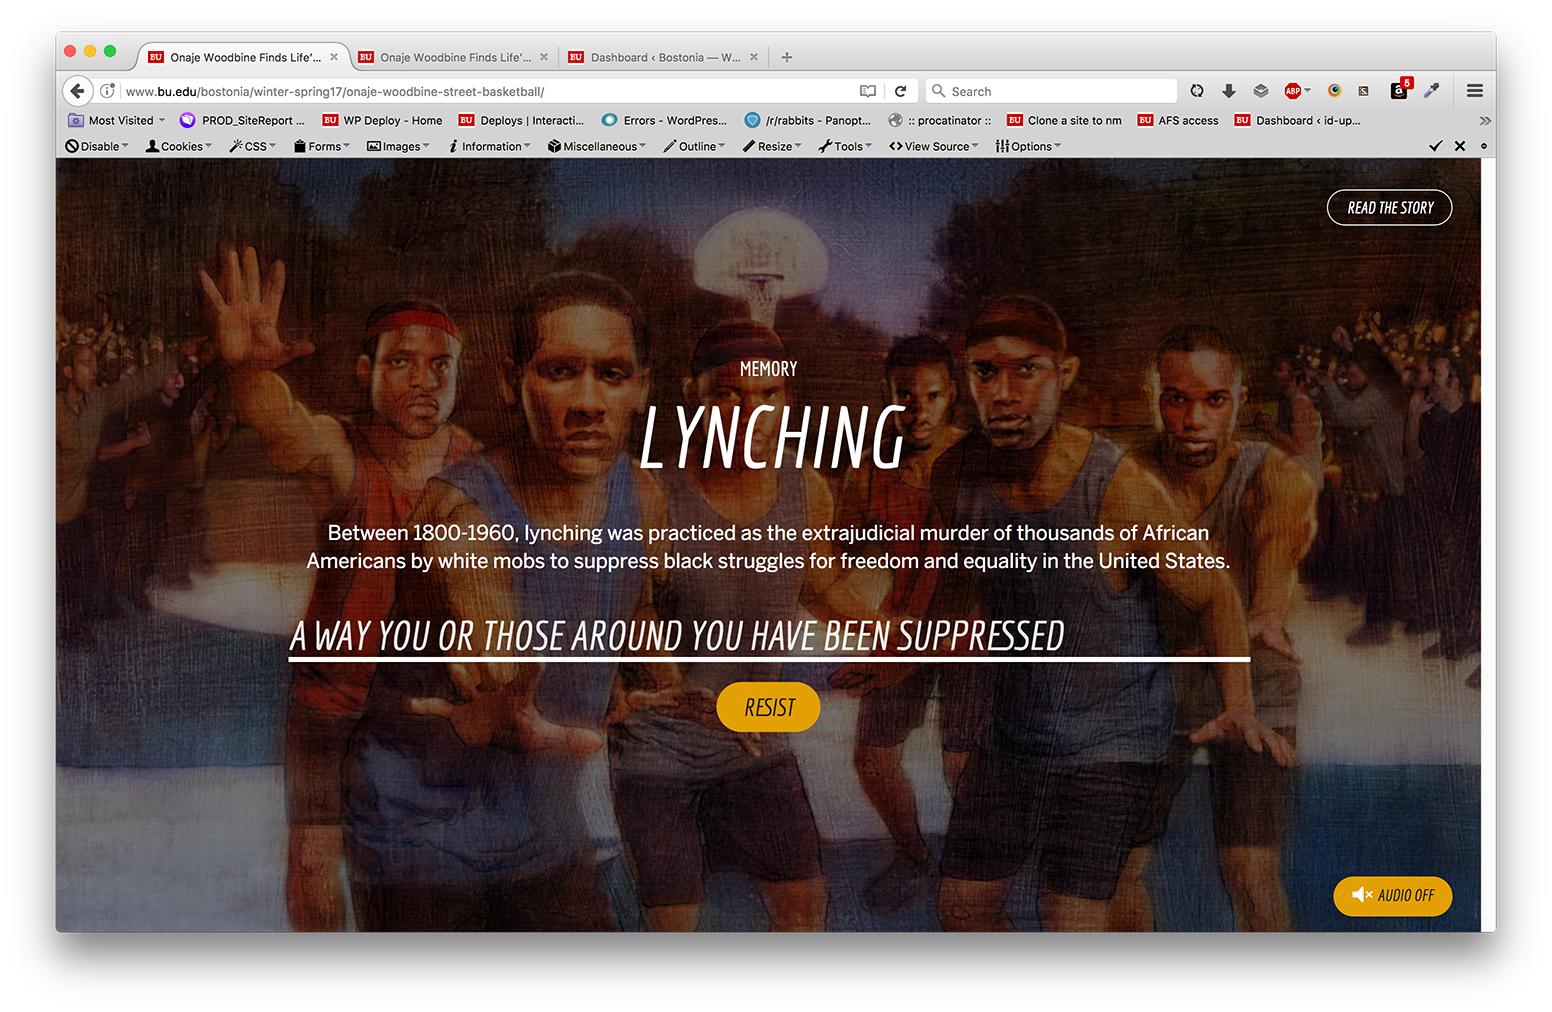 BU Onaje Woodbine Finds Life'... BU Onaje Woodbine Finds Life'... BU Dashboard ‹ Bostonia — W...
www.bu.edu/bostonia/winter-spring17/onaje-woodbine-street-basketball/ Search ABP a 5
Most Visited PROD_SiteReport ... BU WP Deploy - Home BU Deploys | Interacti... Errors - WordPres... /r/rabbits - Panopt... :: procatinator :: BU Clone a site to nm BU AFS access BU Dashboard ‹ id-up...
Disable Cookies CSS Forms Images Information Miscellaneous Outline Resize Tools View Source Options
READ THE STORY
MEMORY
LYNCHING
Between 1800-1960, lynching was practiced as the extrajudicial murder of thousands of African
Americans by white mobs to suppress black struggles for freedom and equality in the United States.
A WAY YOU OR THOSE AROUND YOU HAVE BEEN SUPPRESSED
RESIST
AUDIO OFF